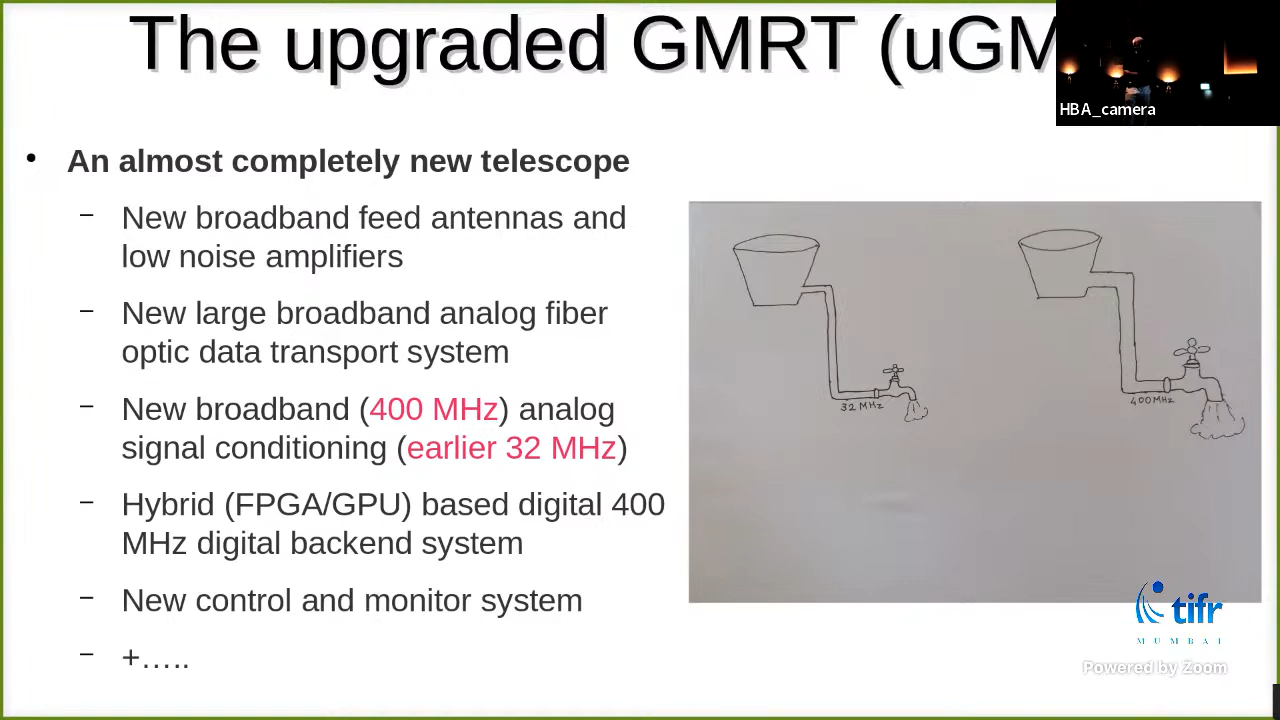 The upgraded GMRT (uGM
HBA_camera
An almost completely new telescope
– New broadband feed antennas and
low noise amplifiers
– New large broadband analog fiber
optic data transport system
– New broadband (400 MHz) analog
signal conditioning (earlier 32 MHz)
– Hybrid (FPGA/GPU) based digital 400
MHz digital backend system
– New control and monitor system
– +…..
32 MHz
400MHz
tifr
MUMBAI
Powered by Zoom